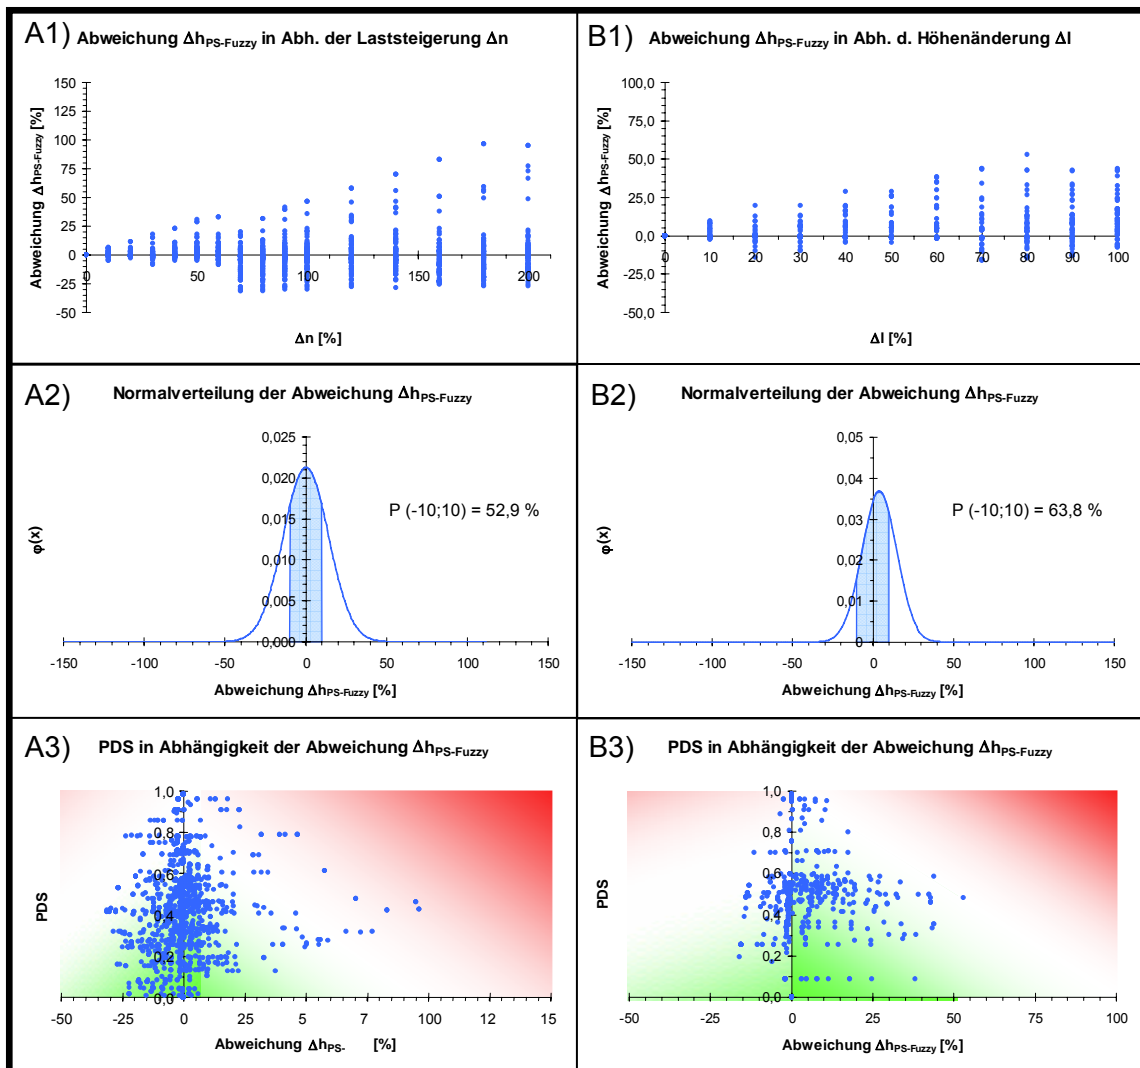 A1) Abweichung ΔhPS-Fuzzy in Abh. der Laststeigerung Δn
Abweichung ΔhPS-Fuzzy [%]
150
125
100
75
50
25
0
-25
-50
0 50 100 150 200
Δn [%]
B1) Abweichung ΔhPS-Fuzzy in Abh. d. Höhenänderung Δl
Abweichung ΔhPS-Fuzzy [%]
100,0
75,0
50,0
25,0
0,0
-25,0
-50,0
0 10 20 30 40 50 60 70 80 90 100
Δl [%]
A2) Normalverteilung der Abweichung ΔhPS-Fuzzy
φ(x)
0,025
0,020
0,015
0,010
0,005
0,000
P (-10;10) = 52,9 %
-150 -100 -50 0 50 100 150
Abweichung ΔhPS-Fuzzy [%]
B2) Normalverteilung der Abweichung ΔhPS-Fuzzy
φ(x)
0,05
0,04
0,03
0,02
0,01
0
P (-10;10) = 63,8 %
-150 -100 -50 0 50 100 150
Abweichung ΔhPS-Fuzzy [%]
A3) PDS in Abhängigkeit der Abweichung ΔhPS-Fuzzy
PDS
1,0
0,8
0,6
0,4
0,2
0,0
-50 -25 0 25 5 7 100 12 15
Abweichung ΔhPS- [%]
B3) PDS in Abhängigkeit der Abweichung ΔhPS-Fuzzy
PDS
1,0
0,8
0,6
0,4
0,2
0,0
-50 -25 0 25 50 75 100
Abweichung ΔhPS-Fuzzy [%]